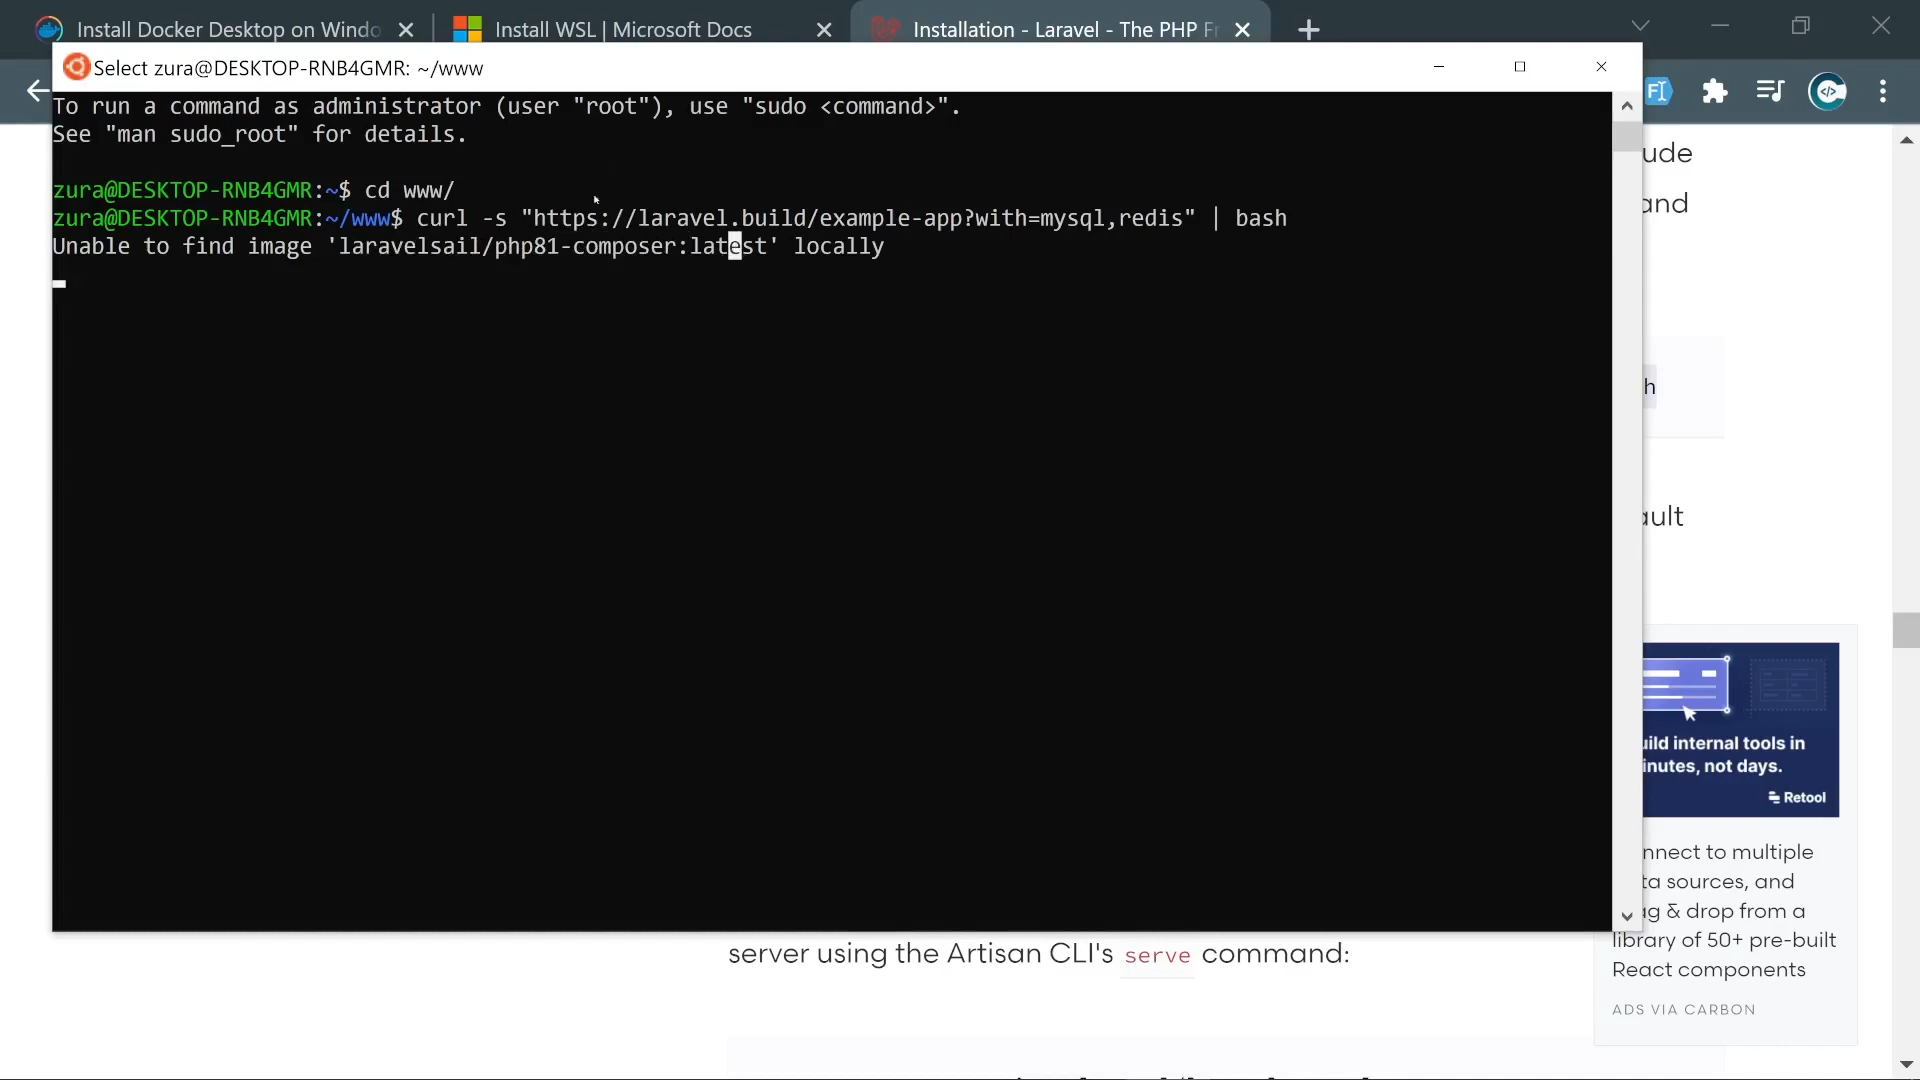 Install Docker Desktop on Windo
Install WSL | Microsoft Docs
Installation - Laravel - The PHP Fr
Select zura@DESKTOP-RNB4GMR: ~/www
To run a command as administrator (user "root"), use "sudo <command>".
See "man sudo_root" for details.
zura@DESKTOP-RNB4GMR:~$ cd www/
zura@DESKTOP-RNB4GMR:~/www$ curl -s "https://laravel.build/example-app?with=mysql,redis" | bash
Unable to find image 'laravelsail/php81-composer:latest' locally
ude
and
h
ault
uild internal tools in
inutes, not days.
Retool
nnect to multiple
ta sources, and
ag & drop from a
library of 50+ pre-built
React components
ADS VIA CARBON
server using the Artisan CLI's serve command: